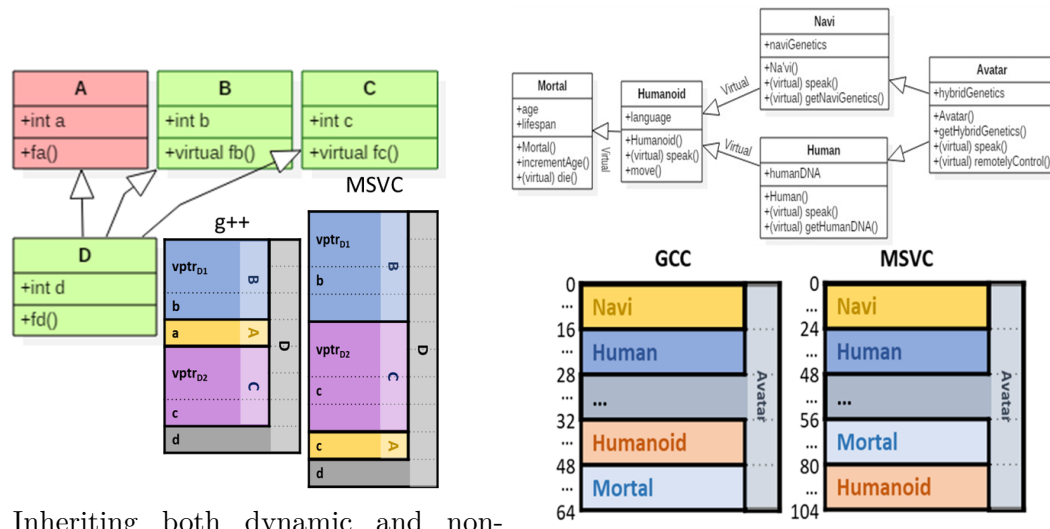 A
+int a
+fa()
B
+int b
+virtual fb()
C
+int c
+virtual fc()
D
+int d
+fd()
g++
vptrD1
b
B
a
A
vptrD2
c
C
d
D
MSVC
vptrD1
b
B
vptrD2
c
C
c
A
d
D
Inheriting both dynamic and non-
Mortal
+age
+lifespan
+Mortal()
+incrementAge()
+(virtual) die()
Virtual
Humanoid
+language
+Humanoid()
+(virtual) speak()
+move()
Virtual
Virtual
Navi
+naviGenetics
+Na'vi()
+(virtual) speak()
+(virtual) getNaviGenetics()
Human
+humanDNA
+Human()
+(virtual) speak()
+(virtual) getHumanDNA()
Avatar
+hybridGenetics
+Avatar()
+getHybridGenetics()
+(virtual) speak()
+(virtual) remotelyControl()
GCC
0
...
Navi
16
...
Human
28
...
...
32
...
Humanoid
48
...
Mortal
64
Avatar
MSVC
0
...
Navi
24
...
Human
48
...
...
56
...
Mortal
80
...
Humanoid
104
Avatar